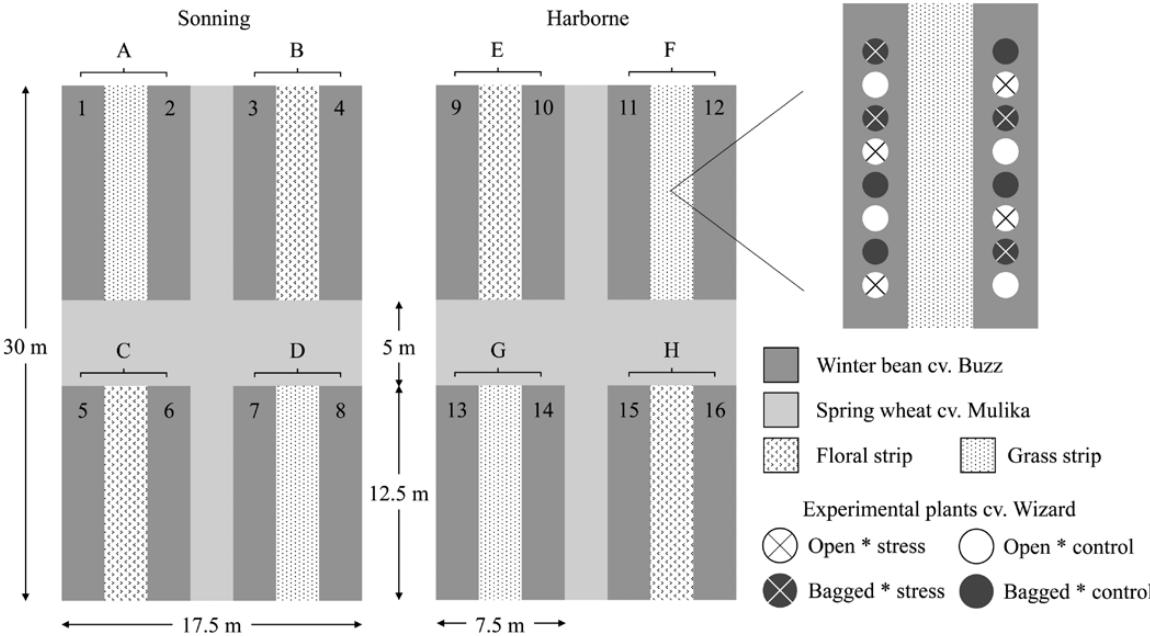 Sonning
Harborne
A
B
E
F
1
2
3
4
9
10
11
12
30 m
5 m
C
D
G
H
5
6
7
8
13
14
15
16
12.5 m
17.5 m
7.5 m
Winter bean cv. Buzz
Spring wheat cv. Mulika
Floral strip
Grass strip
Experimental plants cv. Wizard
Open * stress
Open * control
Bagged * stress
Bagged * control